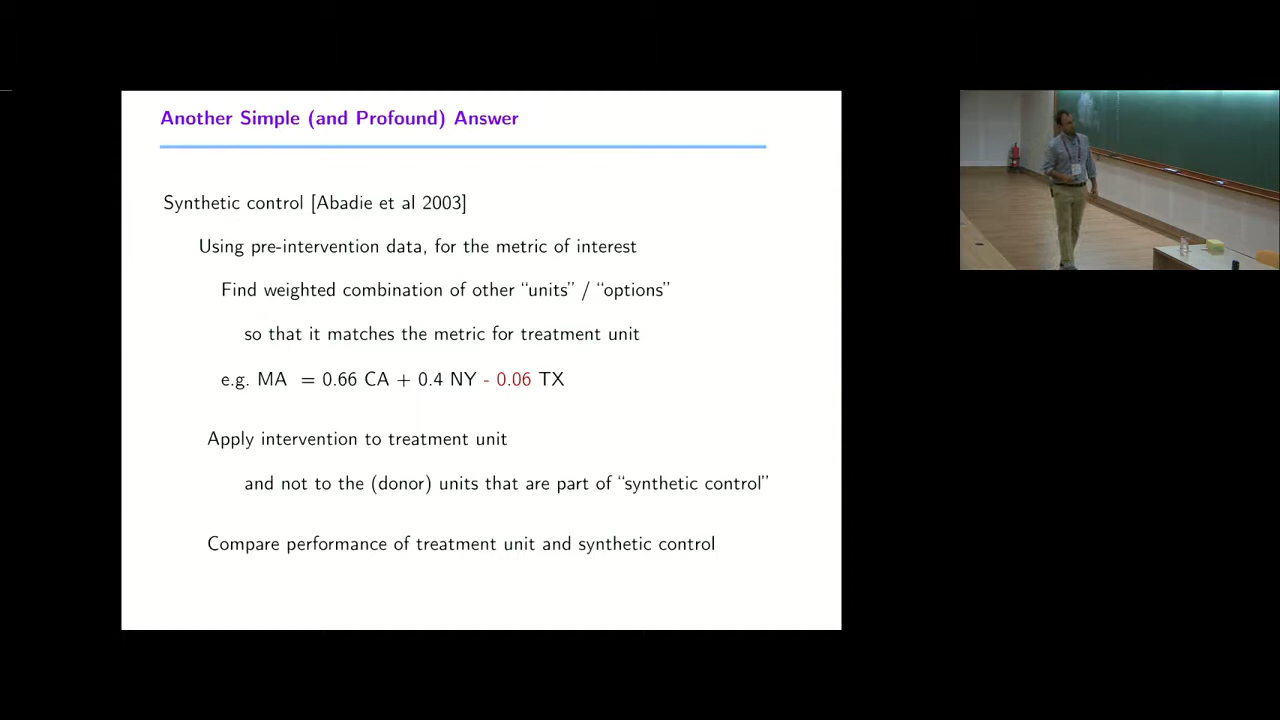 Another Simple (and Profound) Answer
Synthetic control [Abadie et al 2003]
Using pre-intervention data, for the metric of interest
Find weighted combination of other “units” / “options”
so that it matches the metric for treatment unit
e.g. MA = 0.66 CA + 0.4 NY - 0.06 TX
Apply intervention to treatment unit
and not to the (donor) units that are part of “synthetic control”
Compare performance of treatment unit and synthetic control